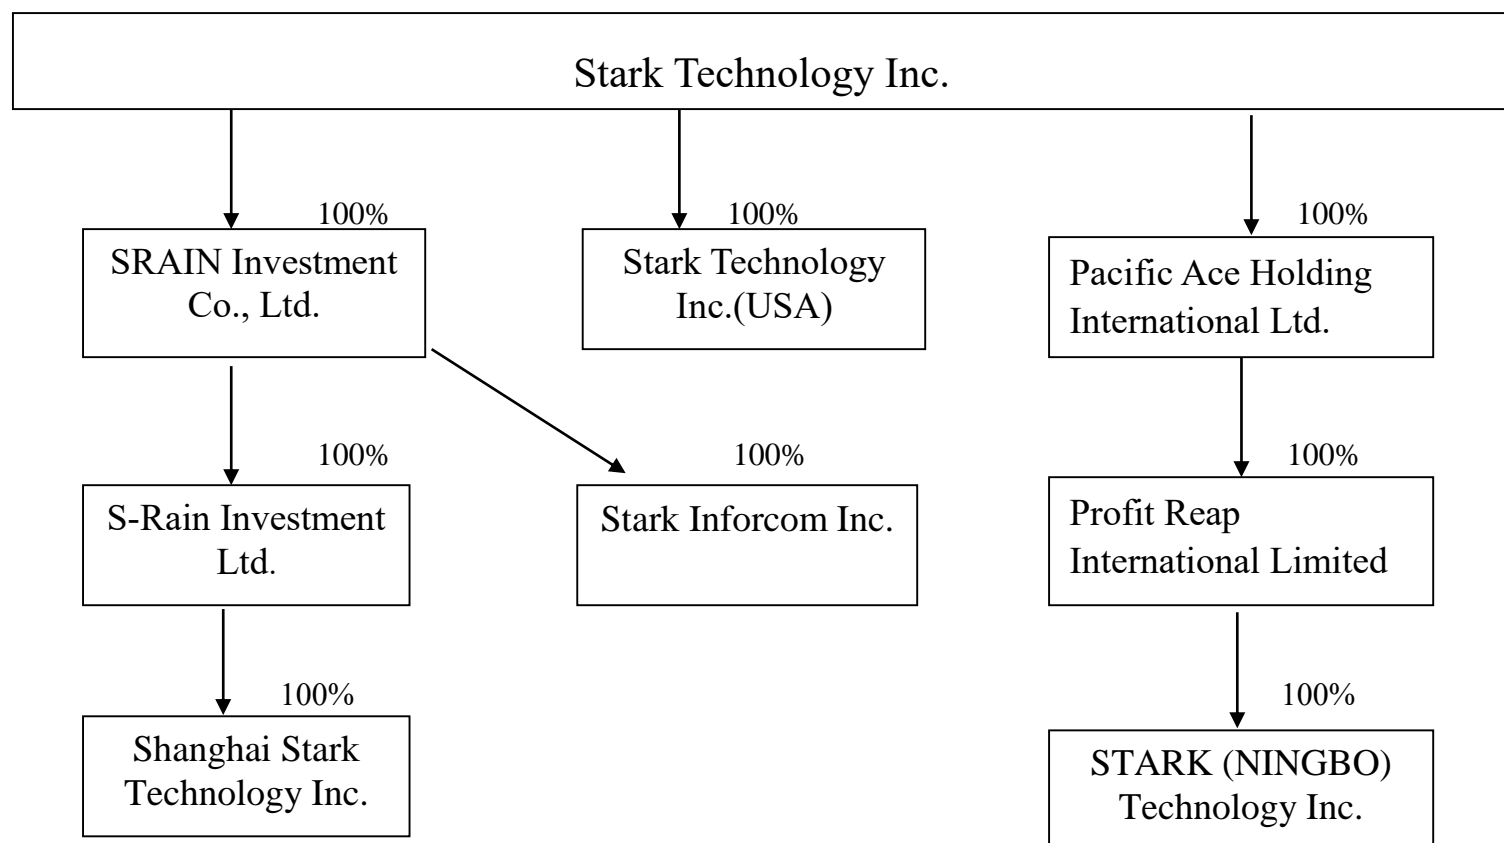 Stark Technology Inc.
100%
100%
100%
SRAIN Investment
Co., Ltd.
Stark Technology
Inc.(USA)
Pacific Ace Holding
International Ltd.
100%
100%
100%
S-Rain Investment
Ltd.
Stark Inforcom Inc.
Profit Reap
International Limited
100%
100%
Shanghai Stark
Technology Inc.
STARK (NINGBO)
Technology Inc.